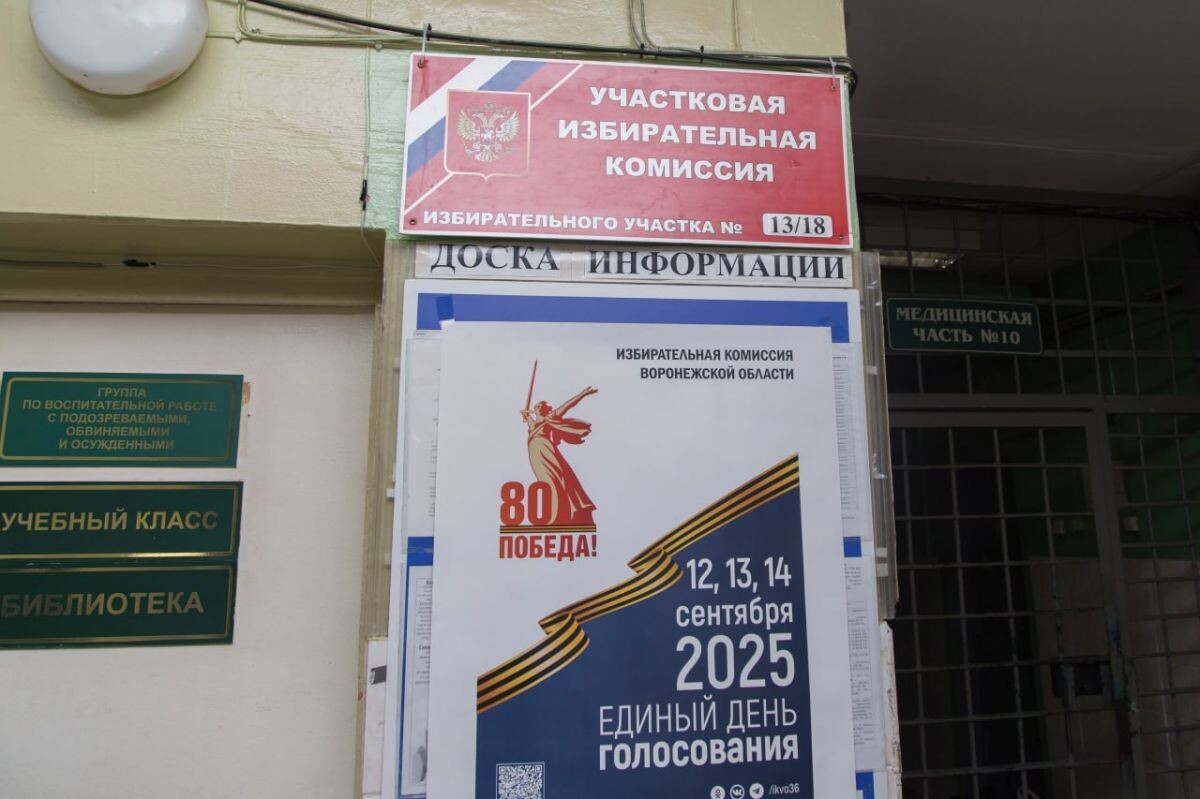 УЧАСТКОВАЯ
ИЗБИРАТЕЛЬНАЯ
КОМИССИЯ
ИЗБИРАТЕЛЬНОГО УЧАСТКА № 13/18
ДОСКА ИНФОРМАЦИИ
МЕДИЦИНСКАЯ
ЧАСТЬ №10
ГРУППА
ПО ВОСПИТАТЕЛЬНОЙ РАБОТЕ
С ПОДОЗРЕВАЕМЫМИ,
ОБВИНЯЕМЫМИ
И ОСУЖДЕННЫМИ
УЧЕБНЫЙ КЛАСС
БИБЛИОТЕКА
ИЗБИРАТЕЛЬНАЯ КОМИССИЯ
ВОРОНЕЖСКОЙ ОБЛАСТИ
80
ПОБЕДА!
12, 13, 14
сентября
2025
ЕДИНЫЙ ДЕНЬ
ГОЛОСОВАНИЯ
/ikvo36